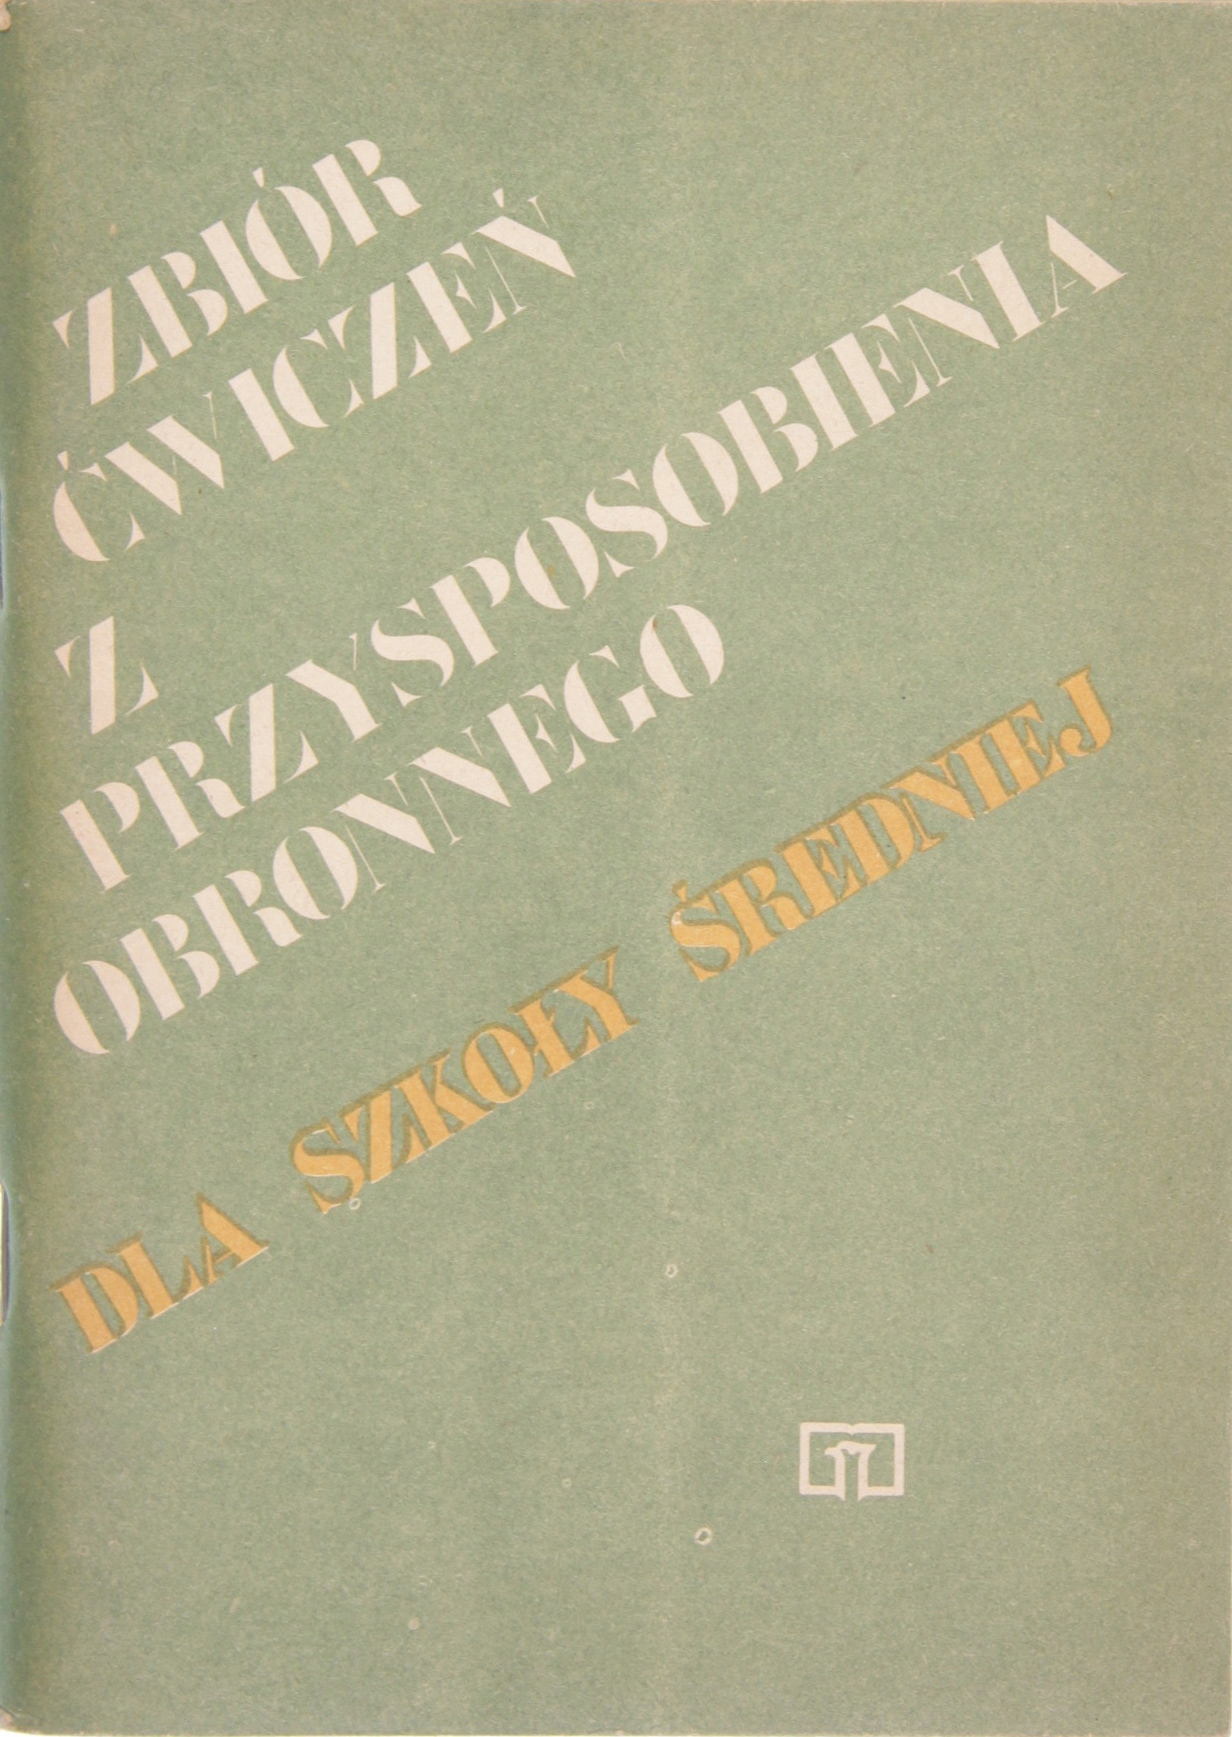 ZBIÓR
ĆWICZEŃ
Z
PRZYSPOSOBIENIA
OBRONNEGO
DLA SZKOŁY ŚREDNIEJ